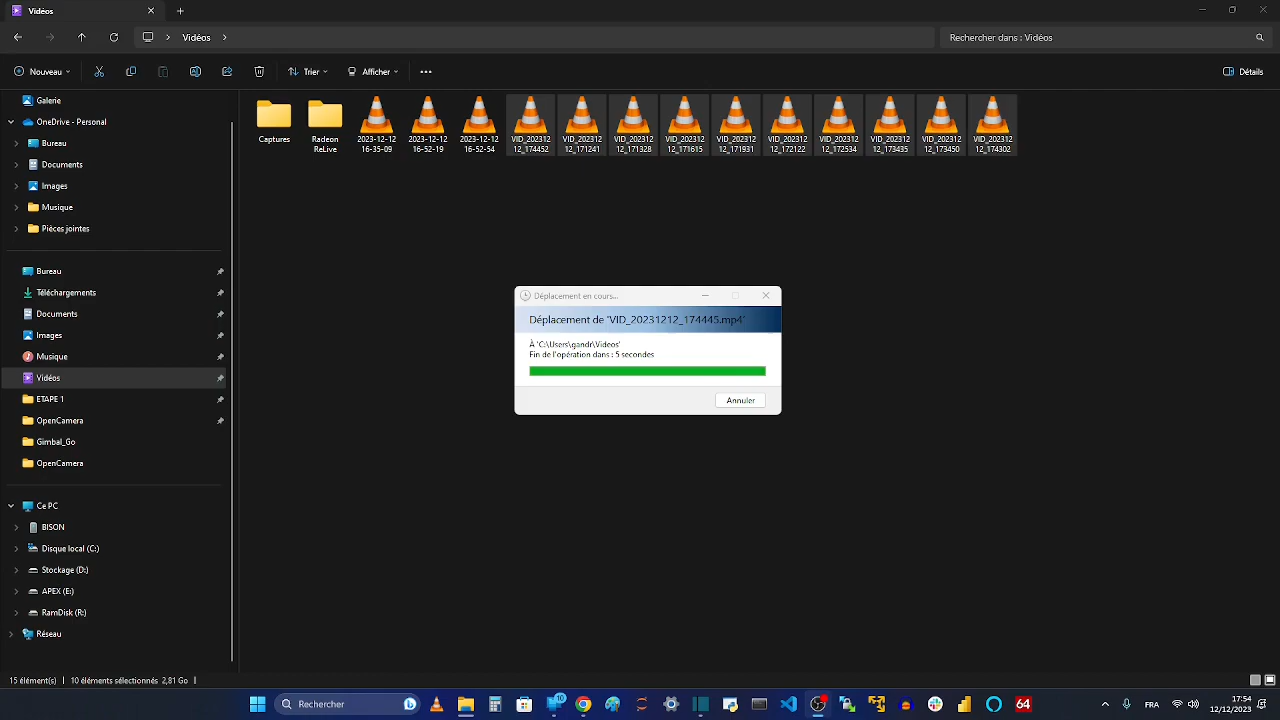 Vidéos
Vidéos
Rechercher dans : Vidéos
Nouveau
Trier
Afficher
Détails
Galerie
OneDrive - Personal
Bureau
Documents
Images
Musique
Pièces jointes
Bureau
Téléchargements
Documents
Images
Musique
Vidéos
ETAPE 1
OpenCamera
Gimbal_Go
OpenCamera
Ce PC
BISON
Disque local (C:)
Stockage (D:)
APEX (E:)
RamDisk (R:)
Réseau
Captures
Radeon
ReLive
2023-12-12
16-35-09
2023-12-12
16-52-19
2023-12-12
16-52-54
VID_202312
12_174452
VID_202312
12_171241
VID_202312
12_171328
VID_202312
12_171615
VID_202312
12_171931
VID_202312
12_172122
VID_202312
12_172534
VID_202312
12_173435
VID_202312
12_173450
VID_202312
12_174302
Déplacement en cours...
Déplacement de 'VID_20231212_174445.mp4'
À 'C:\Users\gandr\Videos'
Fin de l'opération dans : 5 secondes
Annuler
15 élément(s)
10 éléments sélectionnés 2,81 Go
Rechercher
10
64
FRA
17:54
12/12/2023